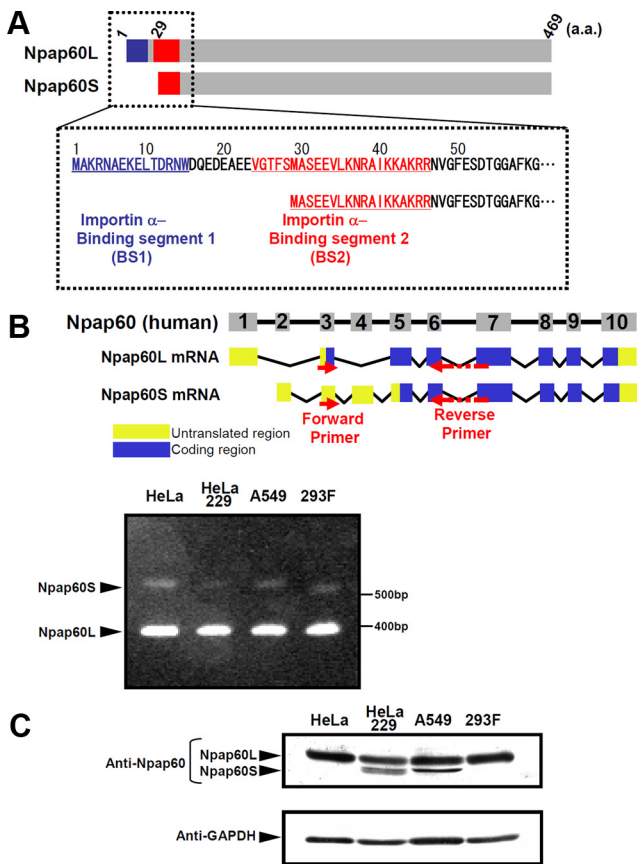 A
1
29
469
(a.a.)
Npap60L
Npap60S
1 10 20 30 40 50
MAKRNAEKELTDRNWDQEDEAEEVGTFSMASEEVLKNRAIKKAKRRNVGFESDTGGAFKG···
MASEEVLKNRAIKKAKRRNVGFESDTGGAFKG···
Importin α–
Binding segment 1
(BS1)
Importin α–
Binding segment 2
(BS2)
B
Npap60 (human) 1 2 3 4 5 6 7 8 9 10
Npap60L mRNA
Npap60S mRNA
Forward
Primer
Reverse
Primer
Untranslated region
Coding region
HeLa HeLa 229 A549 293F
Npap60S
500bp
Npap60L
400bp
C
HeLa HeLa 229 A549 293F
Anti-Npap60
Npap60L
Npap60S
Anti-GAPDH